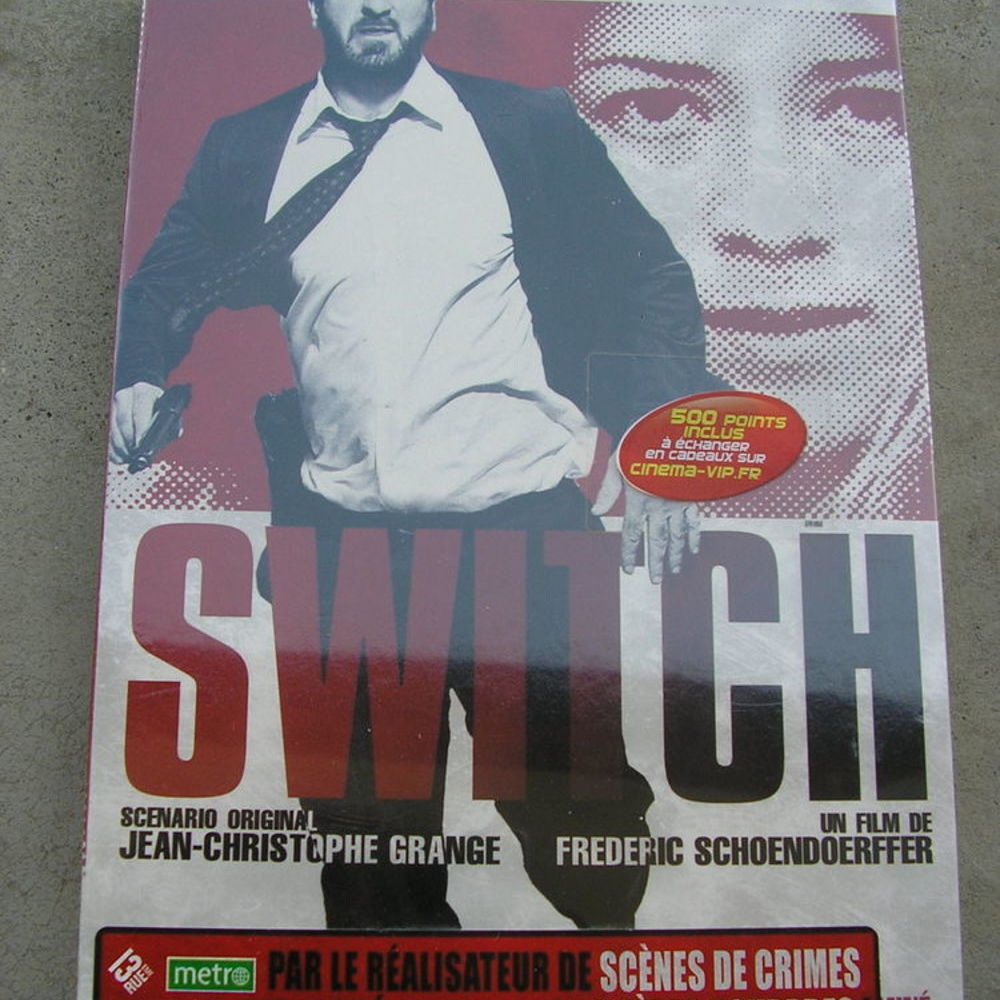 500 POINTS
INCLUS
à ÉCHANGER
EN CADEAUX SUR
CINEMA-VIP.FR
SWITCH
SCENARIO ORIGINAL
JEAN-CHRISTOPHE GRANGE
UN FILM DE
FREDERIC SCHOENDOERFFER
13
RUE
metro
PAR LE RÉALISATEUR DE SCÈNES DE CRIMES